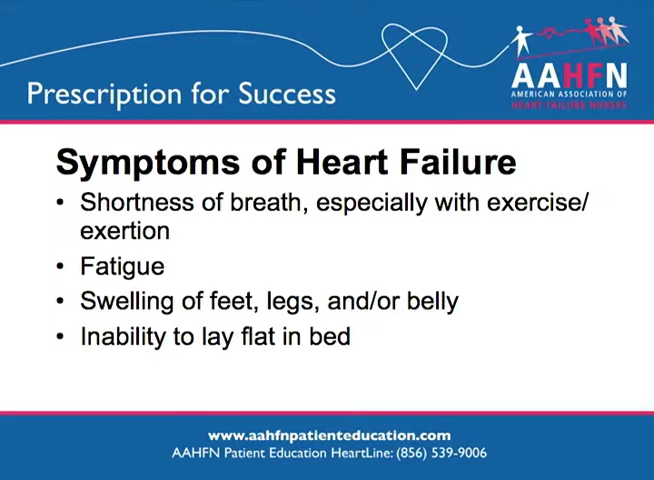 Prescription for Success
AAHFN
AMERICAN ASSOCIATION OF
HEART FAILURE NURSES
Symptoms of Heart Failure
• Shortness of breath, especially with exercise/
exertion
• Fatigue
• Swelling of feet, legs, and/or belly
• Inability to lay flat in bed
www.aahfnpatienteducation.com
AAHFN Patient Education HeartLine: (856) 539-9006